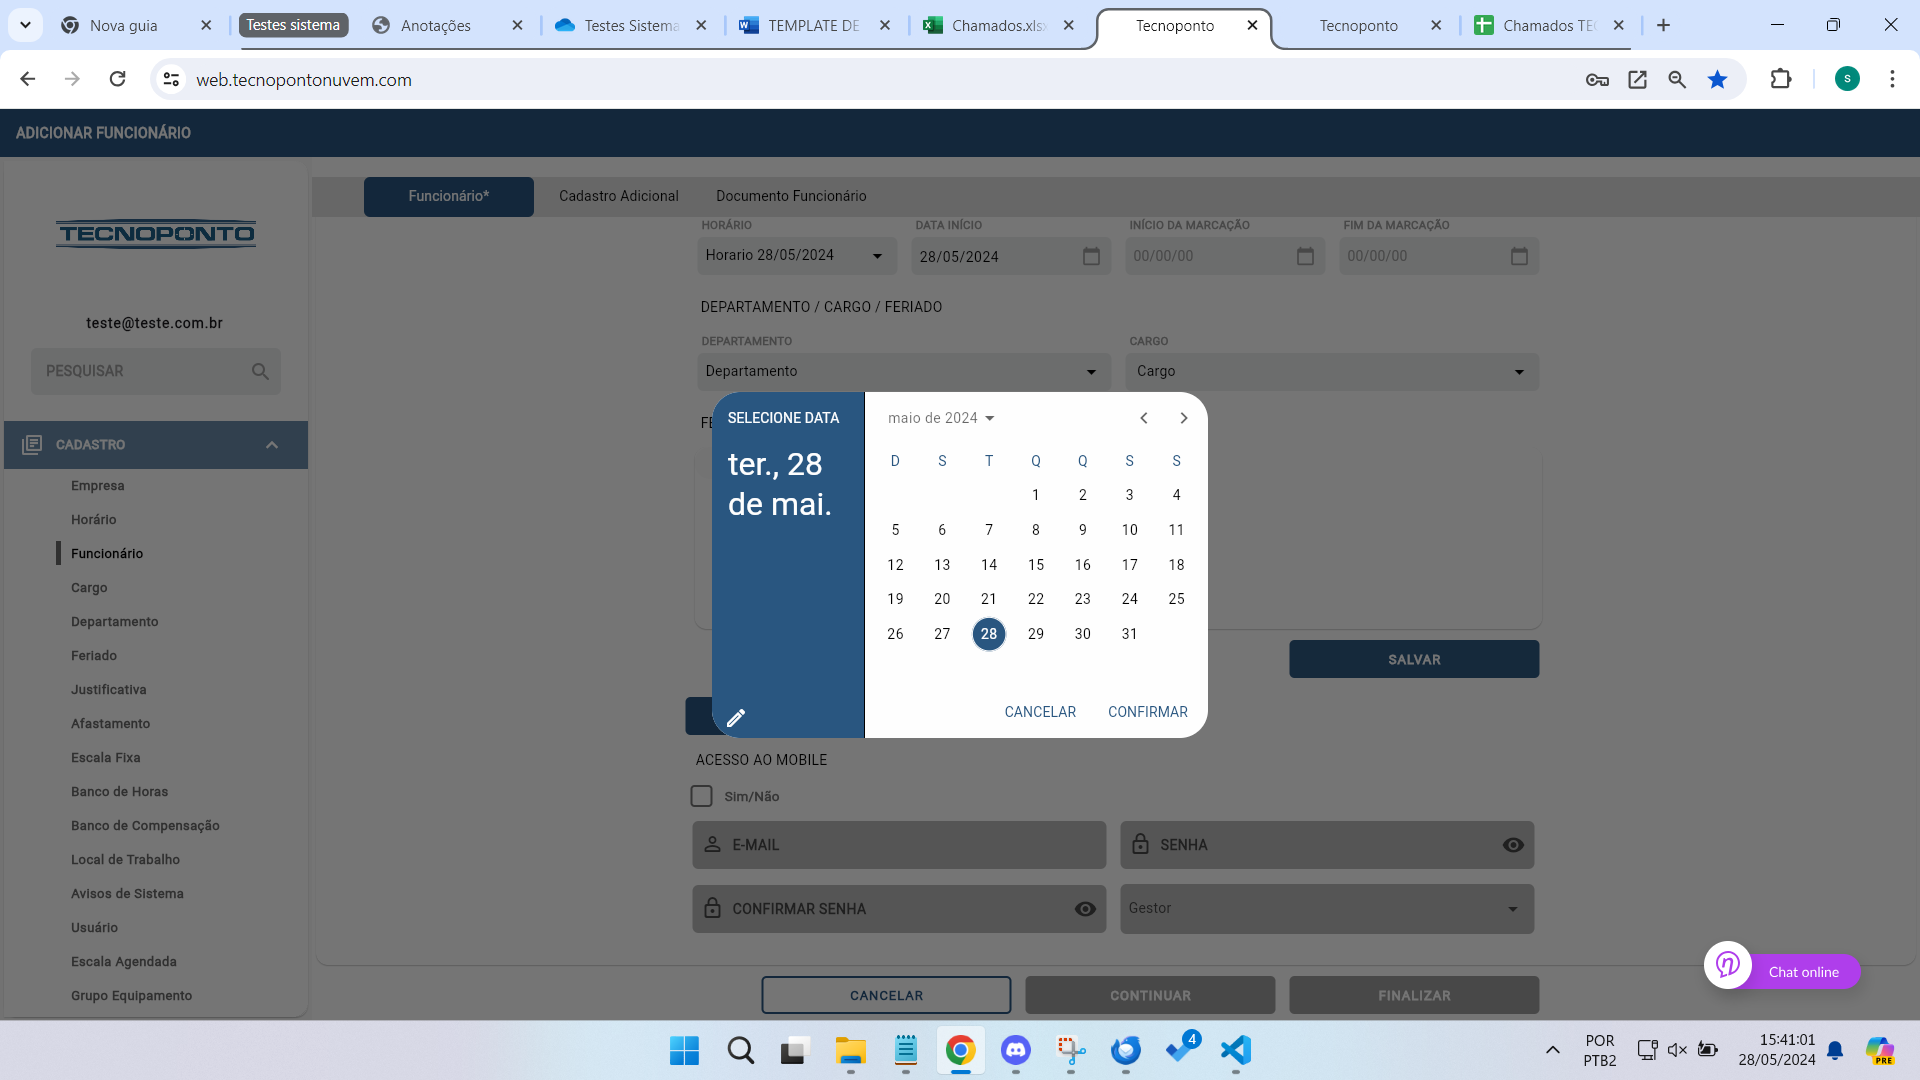 Nova guia
Testes sistema
Anotações
Testes Sistema
TEMPLATE DE
Chamados.xlsx
Tecnoponto
Tecnoponto
Chamados TEC
web.tecnopontonuvem.com
S
ADICIONAR FUNCIONÁRIO
Funcionário*
Cadastro Adicional
Documento Funcionário
TECNOPONTO
teste@teste.com.br
PESQUISAR
CADASTRO
Empresa
Horário
Funcionário
Cargo
Departamento
Feriado
Justificativa
Afastamento
Escala Fixa
Banco de Horas
Banco de Compensação
Local de Trabalho
Avisos de Sistema
Usuário
Escala Agendada
Grupo Equipamento
HORÁRIO
DATA INÍCIO
INÍCIO DA MARCAÇÃO
FIM DA MARCAÇÃO
Horario 28/05/2024
28/05/2024
00/00/00
00/00/00
DEPARTAMENTO / CARGO / FERIADO
DEPARTAMENTO
CARGO
Departamento
Cargo
FE
SELECIONE DATA
ter., 28
de mai.
maio de 2024
D S T Q Q S S
1 2 3 4
5 6 7 8 9 10 11
12 13 14 15 16 17 18
19 20 21 22 23 24 25
26 27 28 29 30 31
CANCELAR
CONFIRMAR
SALVAR
ACESSO AO MOBILE
Sim/Não
E-MAIL
SENHA
CONFIRMAR SENHA
Gestor
CANCELAR
CONTINUAR
FINALIZAR
Chat online
4
POR
PTB2
15:41:01
28/05/2024
PRE